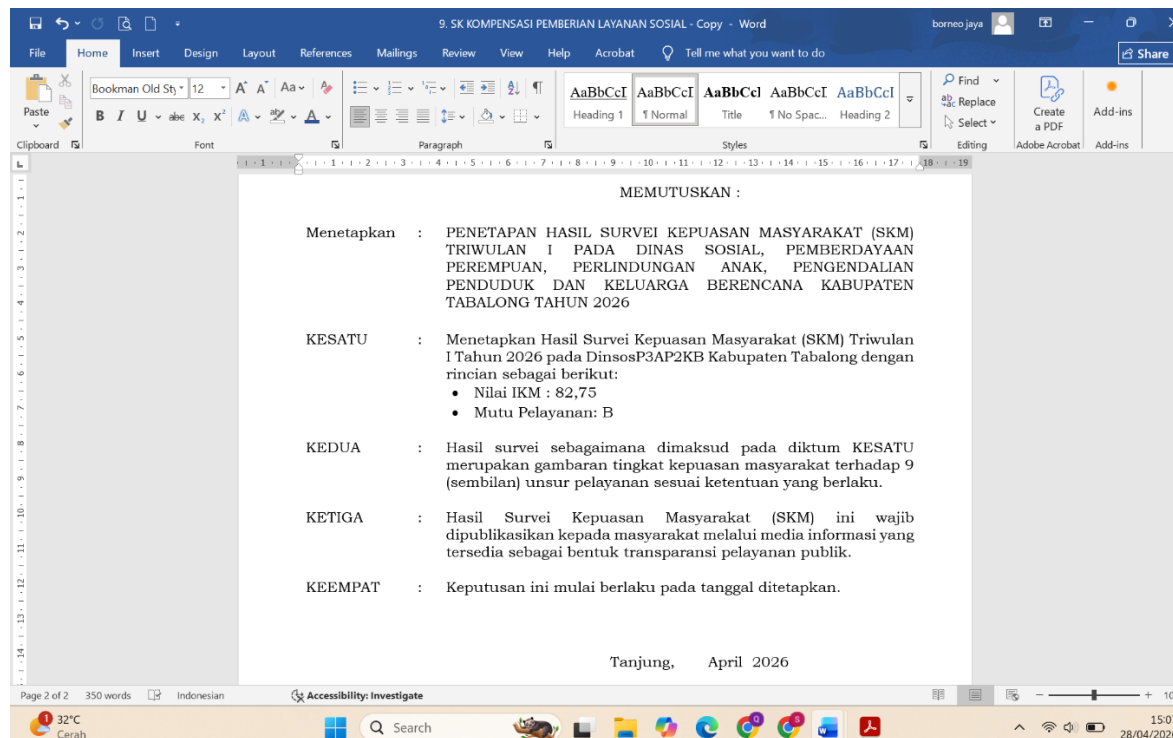 9. SK KOMPENSASI PEMBERIAN LAYANAN SOSIAL - Copy - Word
borneo jaya
File Home Insert Design Layout References Mailings Review View Help Acrobat Tell me what you want to do Share
Paste
Bookman Old Sty 12
AaBbCcI AaBbCcI AaBbCcI AaBbCcI AaBbCcI
Heading 1 ¶ Normal Title ¶ No Spac... Heading 2
Find
Replace
Select
Create a PDF
Add-ins
Clipboard Font Paragraph Styles Editing Adobe Acrobat Add-ins
MEMUTUSKAN :
Menetapkan : PENETAPAN HASIL SURVEI KEPUASAN MASYARAKAT (SKM)
TRIWULAN I PADA DINAS SOSIAL, PEMBERDAYAAN
PEREMPUAN, PERLINDUNGAN ANAK, PENGENDALIAN
PENDUDUK DAN KELUARGA BERENCANA KABUPATEN
TABALONG TAHUN 2026
KESATU : Menetapkan Hasil Survei Kepuasan Masyarakat (SKM) Triwulan
I Tahun 2026 pada DinsosP3AP2KB Kabupaten Tabalong dengan
rincian sebagai berikut:
• Nilai IKM : 82,75
• Mutu Pelayanan: B
KEDUA : Hasil survei sebagaimana dimaksud pada diktum KESATU
merupakan gambaran tingkat kepuasan masyarakat terhadap 9
(sembilan) unsur pelayanan sesuai ketentuan yang berlaku.
KETIGA : Hasil Survei Kepuasan Masyarakat (SKM) ini wajib
dipublikasikan kepada masyarakat melalui media informasi yang
tersedia sebagai bentuk transparansi pelayanan publik.
KEEMPAT : Keputusan ini mulai berlaku pada tanggal ditetapkan.
Tanjung, April 2026
Page 2 of 2 350 words Indonesian Accessibility: Investigate
32°C
Cerah
Search